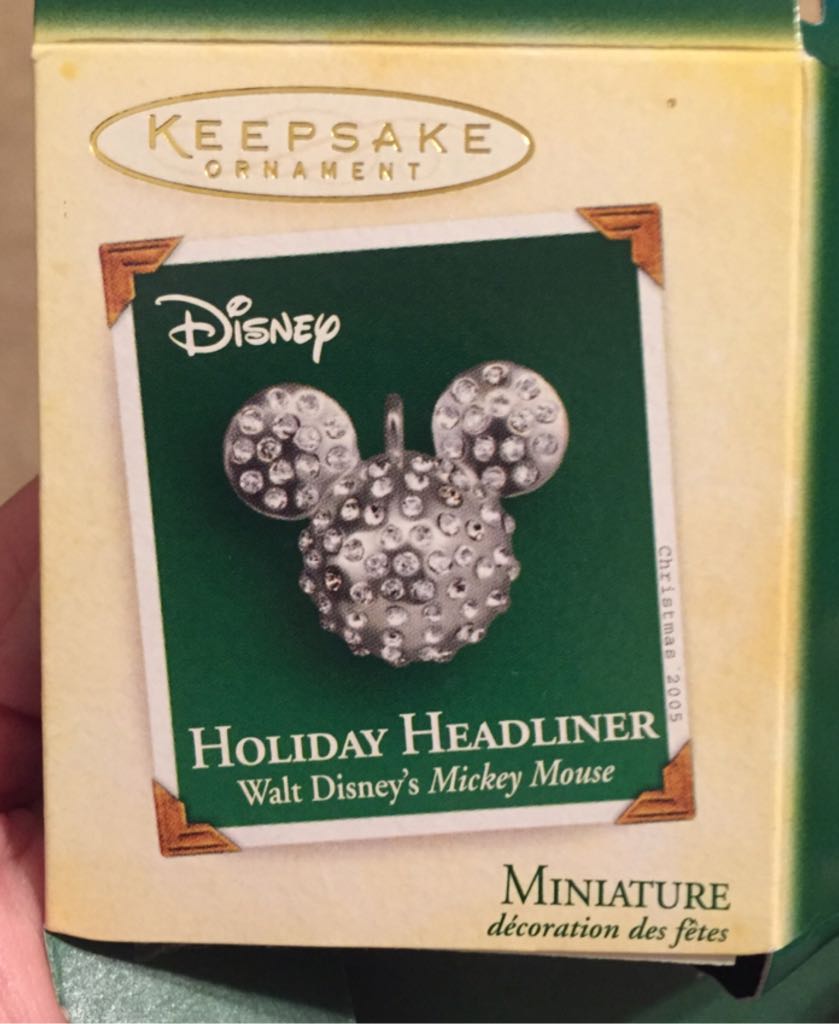 KEEPSAKE
ORNAMENT
Disney
Christmas '2005
HOLIDAY HEADLINER
Walt Disney's Mickey Mouse
MINIATURE
décoration des fêtes